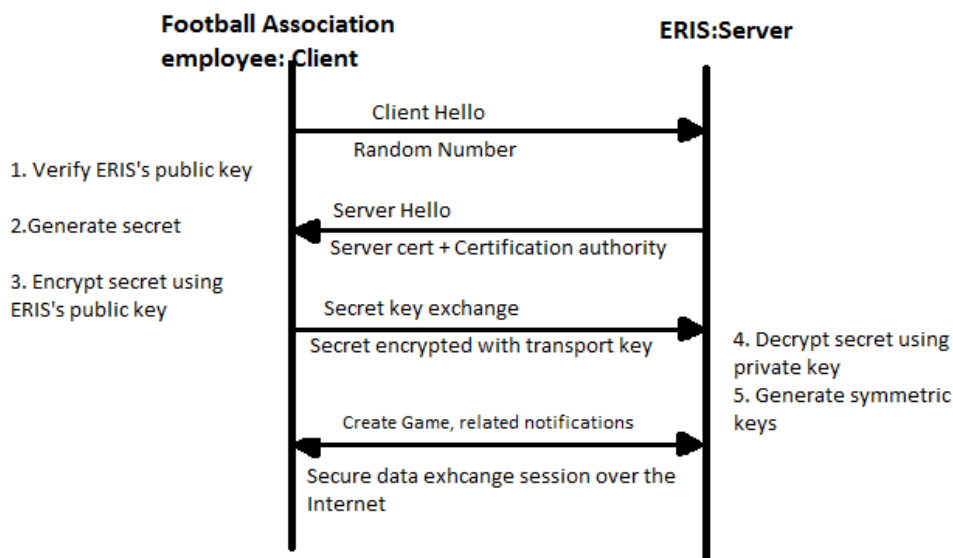 Football Association
employee: Client
ERIS:Server
Client Hello
Random Number
1. Verify ERIS's public key
2.Generate secret
3. Encrypt secret using
ERIS's public key
Server Hello
Server cert + Certification authority
Secret key exchange
Secret encrypted with transport key
4. Decrypt secret using
private key
5. Generate symmetric
keys
Create Game, related notifications
Secure data exhcange session over the
Internet